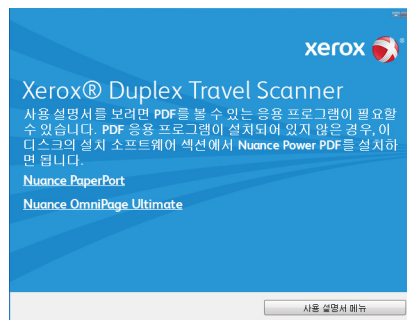 xerox
Xerox® Duplex Travel Scanner
사용 설명서를 보려면 PDF를 볼 수 있는 응용 프로그램이 필요할
수 있습니다. PDF 응용 프로그램이 설치되어 있지 않은 경우, 이
디스크의 설치 소프트웨어 섹션에서 Nuance Power PDF를 설치하
면 됩니다.
Nuance PaperPort
Nuance OmniPage Ultimate
사용 설명서 메뉴